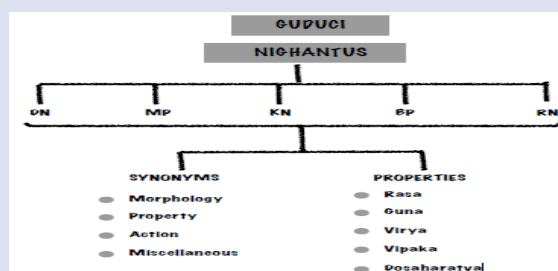 GUDUCI
NIGHANTUS
DN MP KN BP RN
SYNONYMS
Morphology
Property
Action
Miscellaneous
PROPERTIES
Rasa
Guna
Virya
Vipaka
Dosaharatva